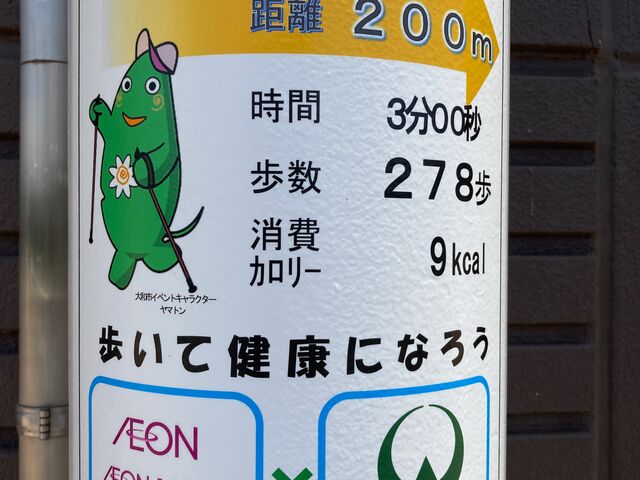 距離 200m
時間 3分00秒
歩数 278歩
消費
カロリー 9kcal
大和市イベントキャラクター
ヤマトン
歩いて健康になろう
ÆON